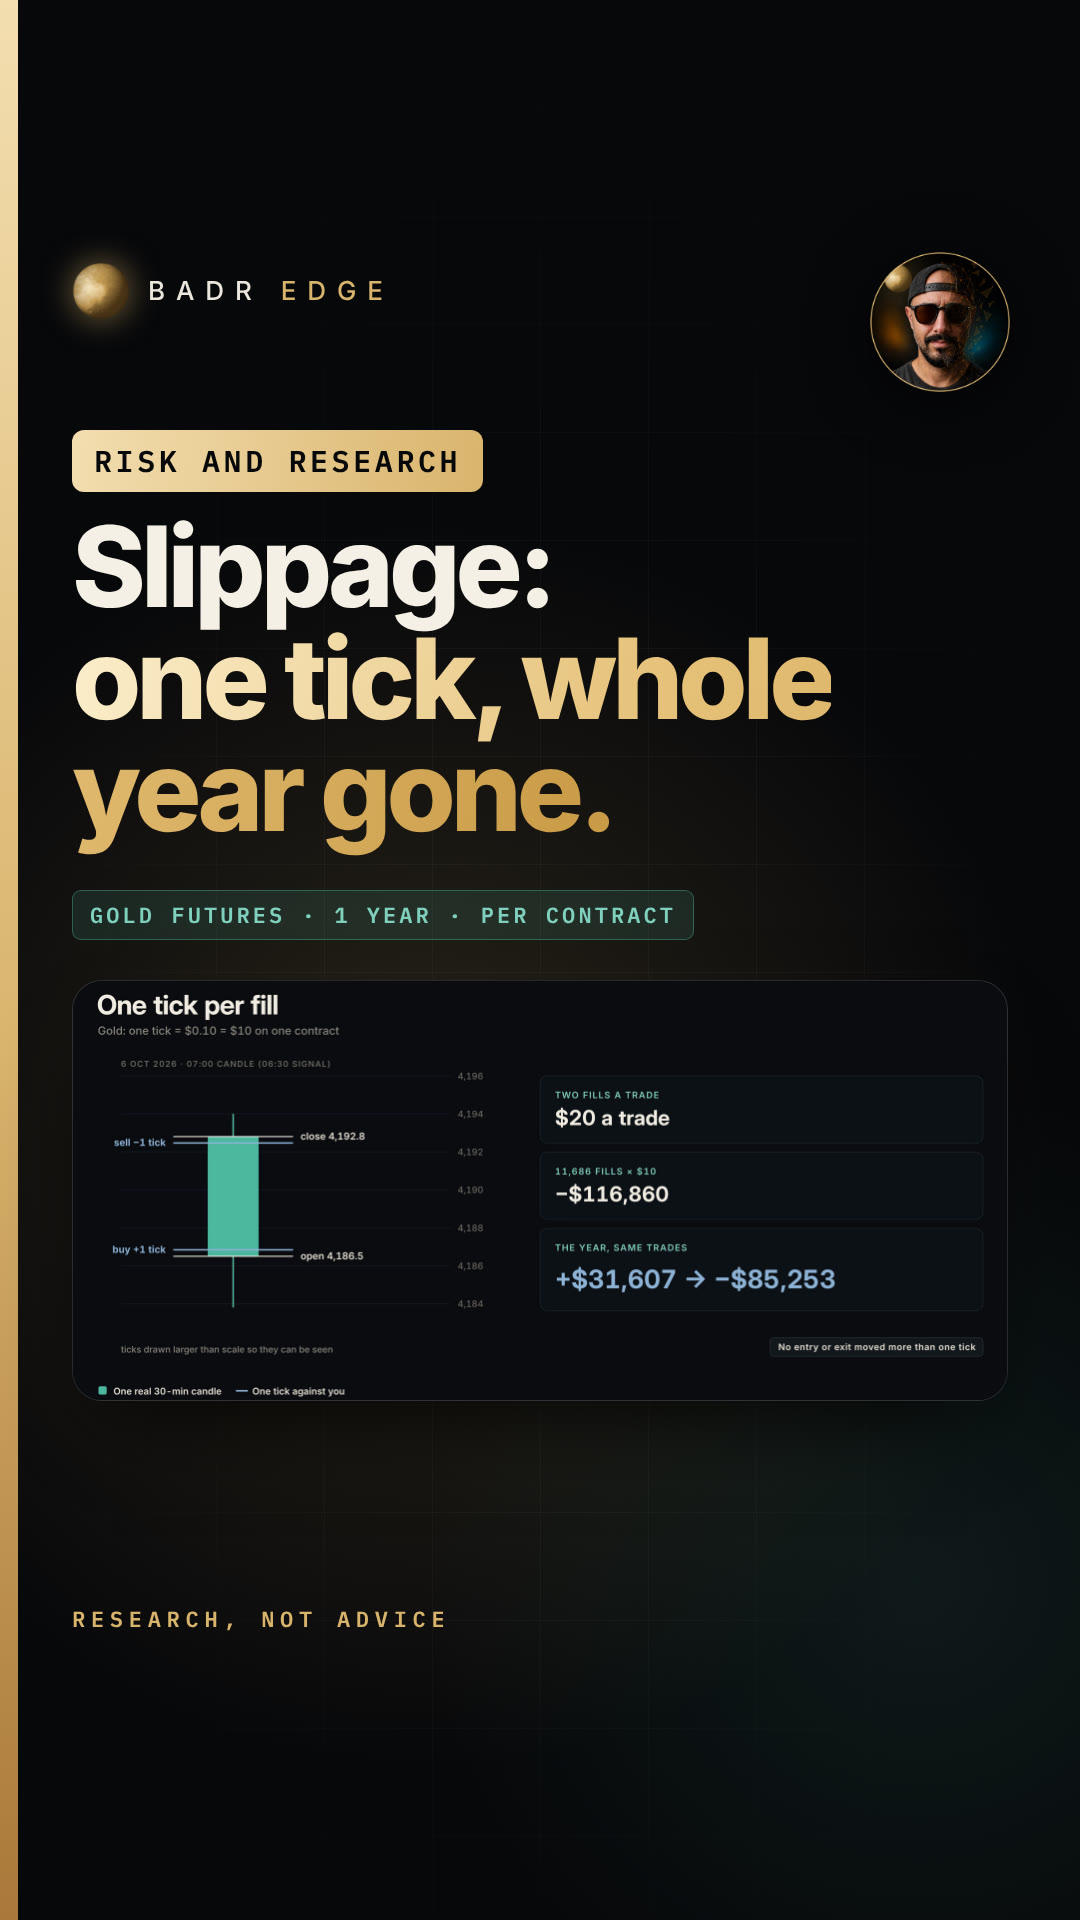 BADR EDGE
RISK AND RESEARCH
Slippage:
one tick, whole
year gone.
GOLD FUTURES · 1 YEAR · PER CONTRACT
One tick per fill
Gold: one tick = $0.10 = $10 on one contract
6 OCT 2026 · 07:00 CANDLE (06:30 SIGNAL)
4,196
4,194
close 4,192.8
sell −1 tick
4,192
4,190
4,188
buy +1 tick
open 4,186.5
4,186
4,184
ticks drawn larger than scale so they can be seen
One real 30-min candle
One tick against you
TWO FILLS A TRADE
$20 a trade
11,686 FILLS × $10
−$116,860
THE YEAR, SAME TRADES
+$31,607 → −$85,253
No entry or exit moved more than one tick
RESEARCH, NOT ADVICE